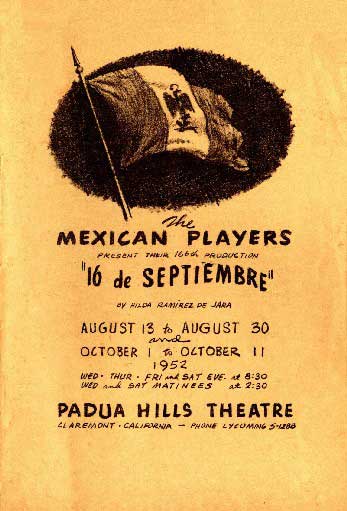 The
MEXICAN PLAYERS
PRESENT THEIR 166th PRODUCTION
"16 de SEPTIEMBRE"
BY HILDA RAMIREZ DE JARA
AUGUST 13 to AUGUST 30
and
OCTOBER 1 to OCTOBER 11
1952
WED · THUR · FRI and SAT EVE. at 8:30
WED and SAT MATINEES at 2:30
PADUA HILLS THEATRE
CLAREMONT · CALIFORNIA — PHONE LYCOMING 5-1288